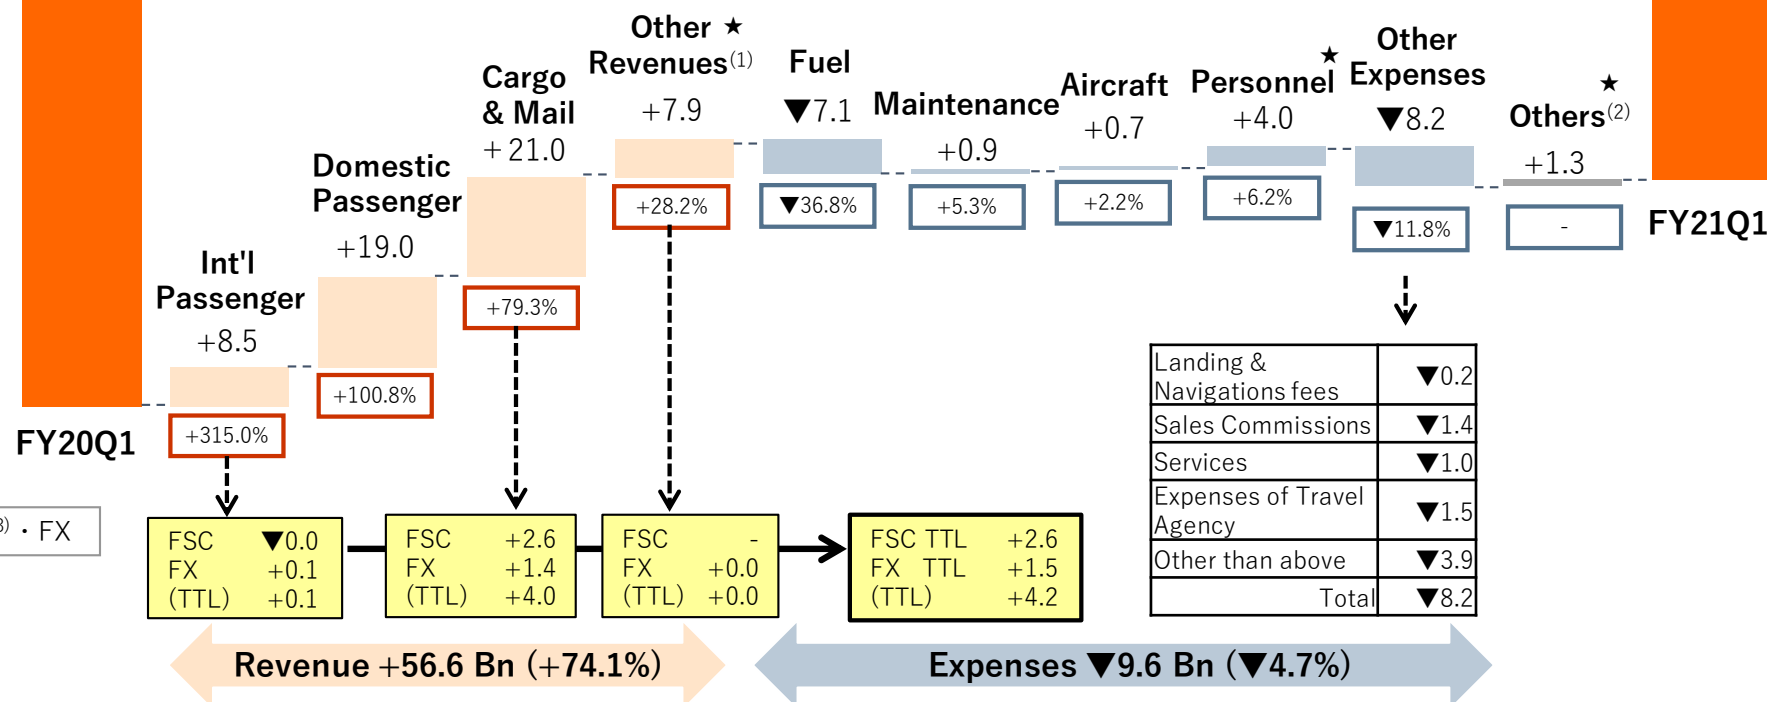 Other ★
Revenues(1)
+7.9
Fuel
▼7.1
Maintenance
+0.9
Aircraft
+0.7
★
Personnel
+4.0
Other
Expenses
▼8.2
★
Others(2)
+1.3
Cargo
& Mail
+21.0
Domestic
Passenger
+19.0
Int'l
Passenger
+8.5
+28.2%
▼36.8%
+5.3%
+2.2%
+6.2%
▼11.8%
-
FY21Q1
+79.3%
+100.8%
+315.0%
FY20Q1
3)・FX
FSC ▼0.0
FX +0.1
(TTL) +0.1
FSC +2.6
FX +1.4
(TTL) +4.0
FSC -
FX +0.0
(TTL) +0.0
FSC TTL +2.6
FX TTL +1.5
(TTL) +4.2
Landing &
Navigations fees ▼0.2
Sales Commissions ▼1.4
Services ▼1.0
Expenses of Travel
Agency ▼1.5
Other than above ▼3.9
Total ▼8.2
Revenue +56.6 Bn (+74.1%)
Expenses ▼9.6 Bn (▼4.7%)